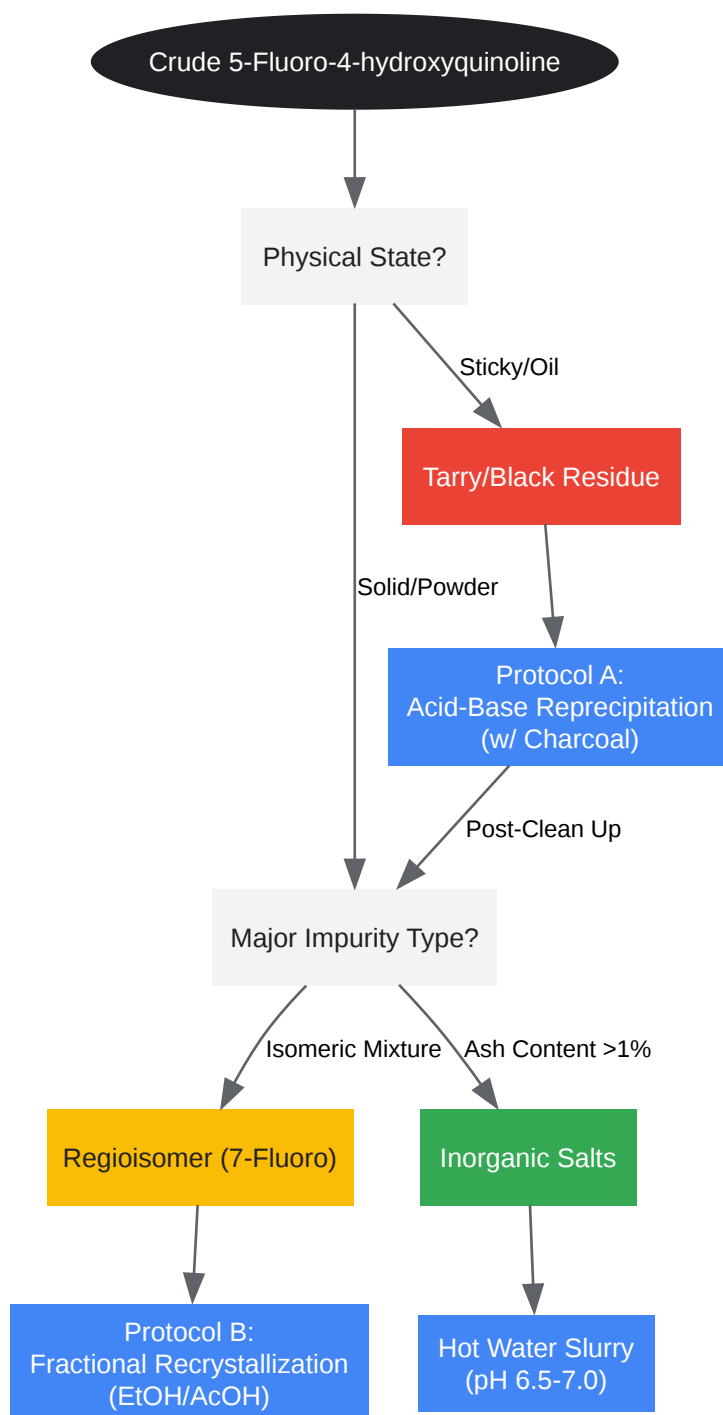 Crude 5-Fluoro-4-hydroxyquinoline
Physical State?
Sticky/Oil
Tarry/Black Residue
Solid/Powder
Protocol A:
Acid-Base Reprecipitation
(w/ Charcoal)
Post-Clean Up
Major Impurity Type?
Isomeric Mixture
Ash Content >1%
Regioisomer (7-Fluoro)
Inorganic Salts
Protocol B:
Fractional Recrystallization
(EtOH/AcOH)
Hot Water Slurry
(pH 6.5-7.0)